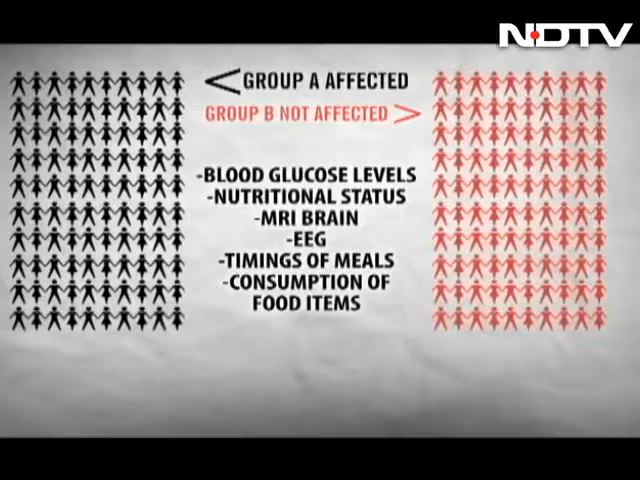 NDTV
<GROUP A AFFECTED
GROUP B NOT AFFECTED >
-BLOOD GLUCOSE LEVELS
-NUTRITIONAL STATUS
-MRI BRAIN
-EEG
-TIMINGS OF MEALS
-CONSUMPTION OF
FOOD ITEMS